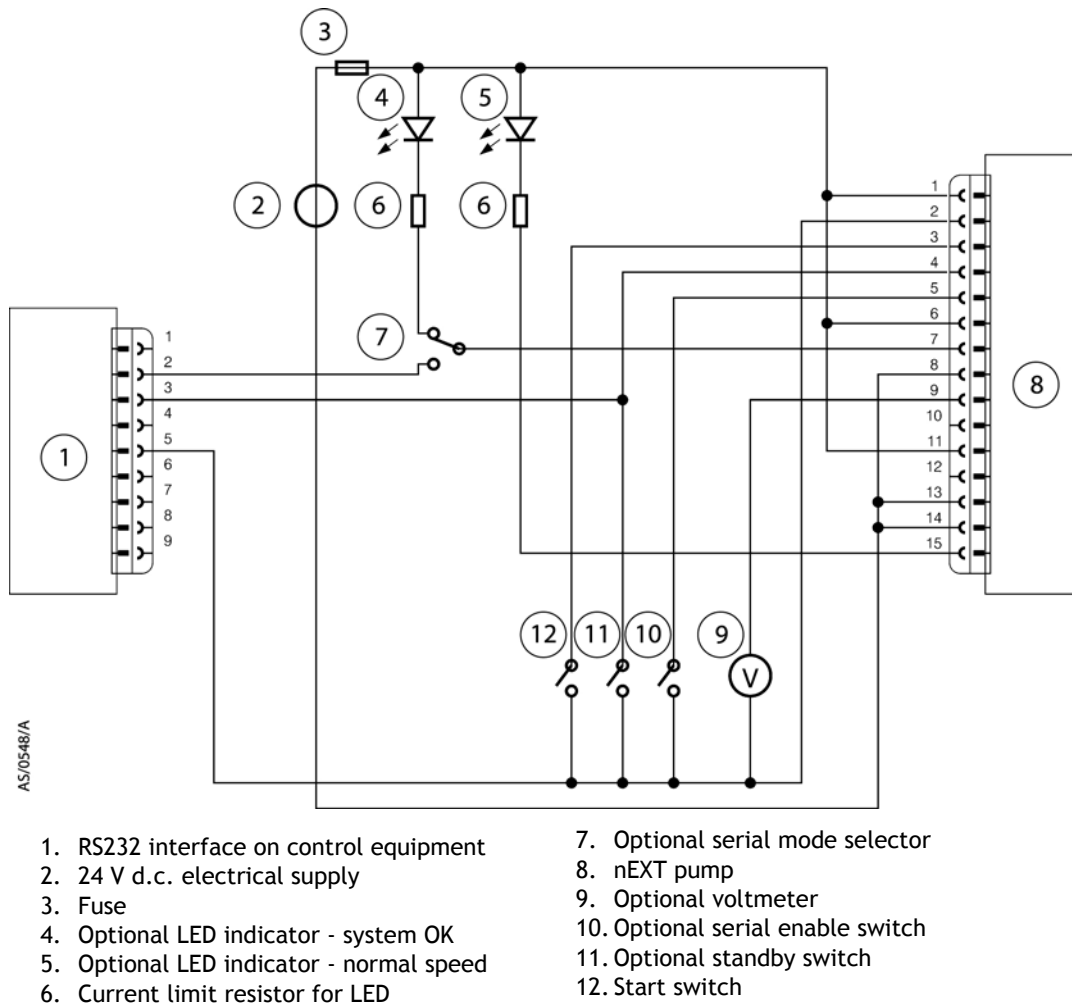 3
4
5
2
6
6
7
1
1
2
3
4
5
6
7
8
9
1
2
3
4
5
6
7
8
9
10
11
12
13
14
15
8
12
11
10
9
V
AS/0548/A
1. RS232 interface on control equipment
2. 24 V d.c. electrical supply
3. Fuse
4. Optional LED indicator - system OK
5. Optional LED indicator - normal speed
6. Current limit resistor for LED
7. Optional serial mode selector
8. nEXT pump
9. Optional voltmeter
10. Optional serial enable switch
11. Optional standby switch
12. Start switch